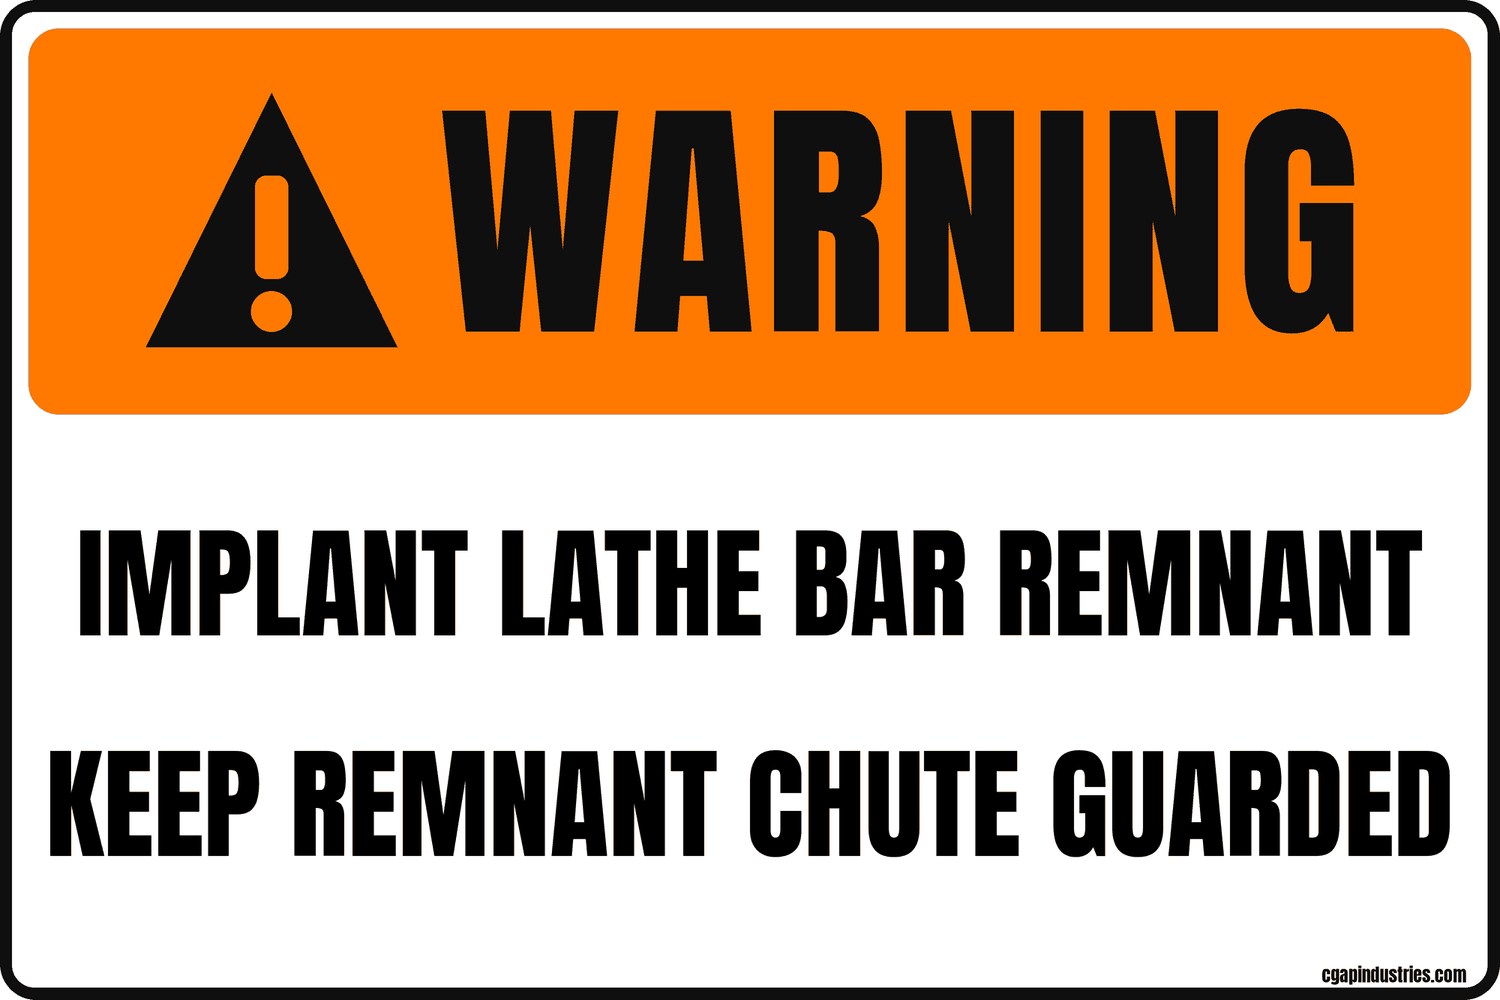 WARNING
IMPLANT LATHE BAR REMNANT
KEEP REMNANT CHUTE GUARDED
cgapindustries.com